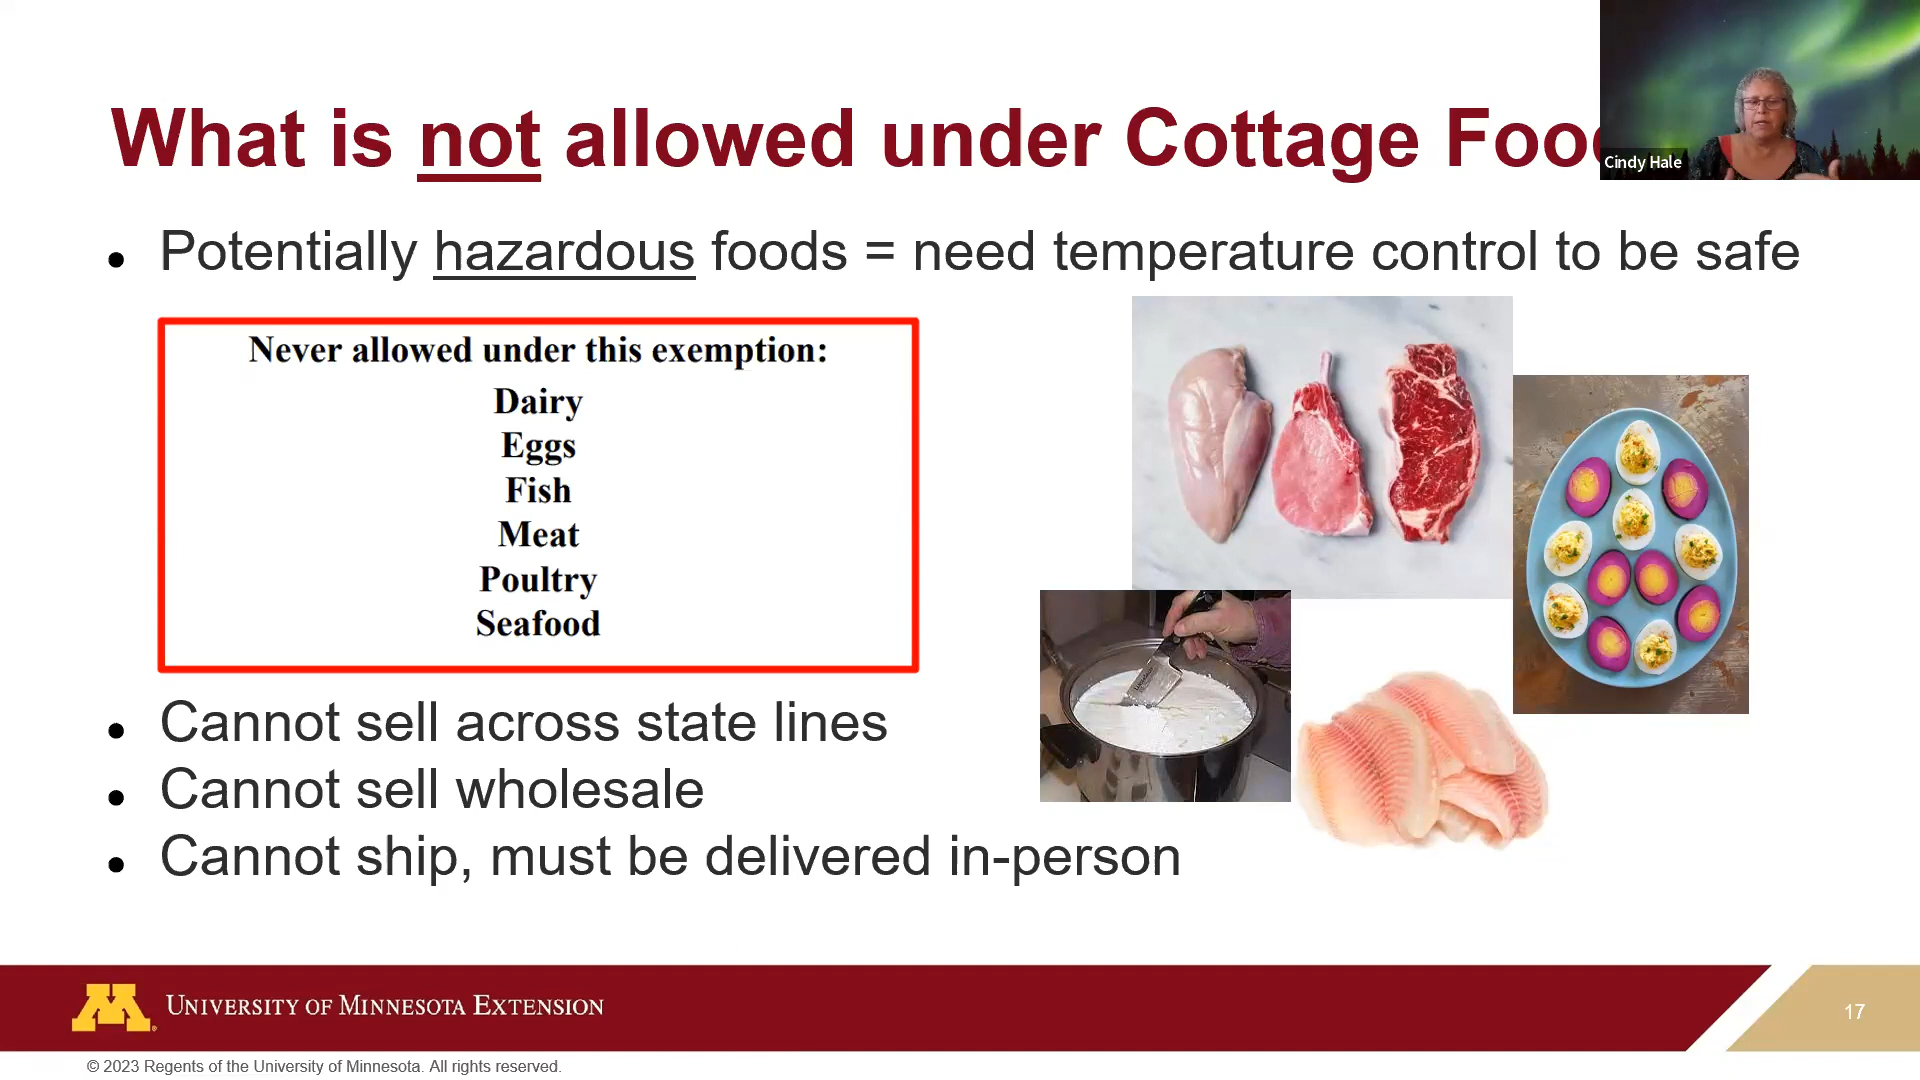 What is not allowed under Cottage Foo
Cindy Hale
• Potentially hazardous foods = need temperature control to be safe
Never allowed under this exemption:
Dairy
Eggs
Fish
Meat
Poultry
Seafood
• Cannot sell across state lines
• Cannot sell wholesale
• Cannot ship, must be delivered in-person
UNIVERSITY OF MINNESOTA EXTENSION
17
© 2023 Regents of the University of Minnesota. All rights reserved.